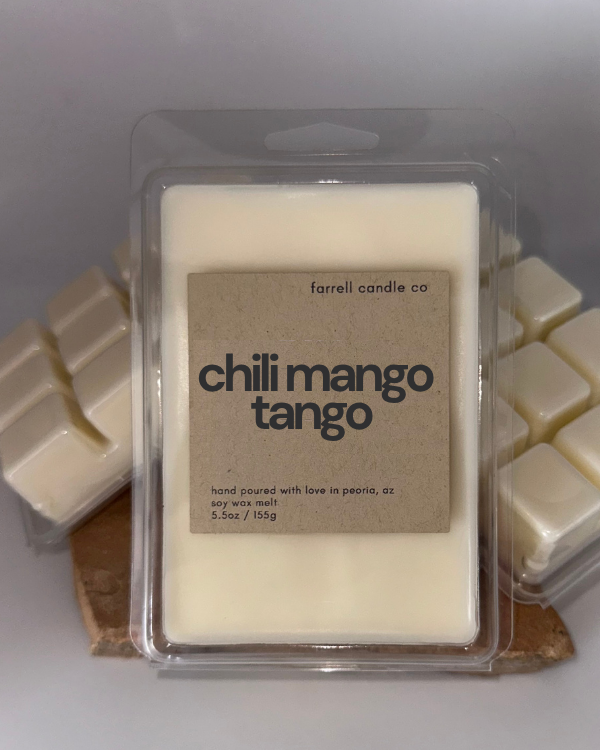 farrell candle co
chili mango
tango
hand poured with love in peoria, az
soy wax melt
5.5oz / 155g